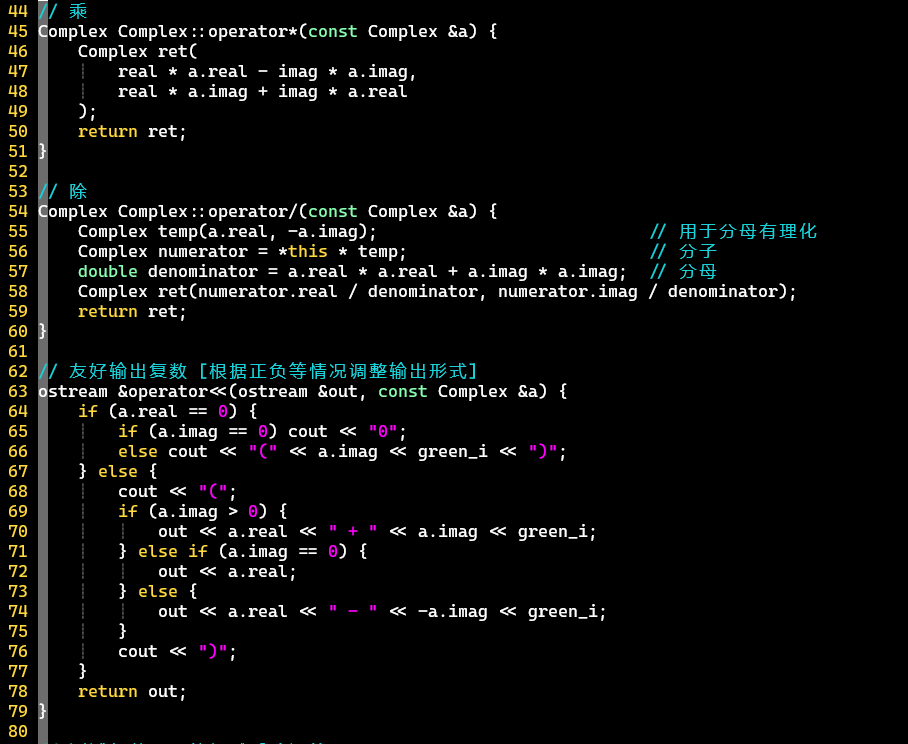 44 // 乘
45 Complex Complex::operator*(const Complex &a) {
46     Complex ret(
47         real * a.real - imag * a.imag,
48         real * a.imag + imag * a.real
49     );
50     return ret;
51 }
52
53 // 除
54 Complex Complex::operator/(const Complex &a) {
55     Complex temp(a.real, -a.imag);                           // 用于分母有理化
56     Complex numerator = *this * temp;                        // 分子
57     double denominator = a.real * a.real + a.imag * a.imag;  // 分母
58     Complex ret(numerator.real / denominator, numerator.imag / denominator);
59     return ret;
60 }
61
62 // 友好输出复数 [根据正负等情况调整输出形式]
63 ostream &operator<<(ostream &out, const Complex &a) {
64     if (a.real == 0) {
65         if (a.imag == 0) cout << "0";
66         else cout << "(" << a.imag << green_i << ")";
67     } else {
68         cout << "(";
69         if (a.imag > 0) {
70             out << a.real << " + " << a.imag << green_i;
71         } else if (a.imag == 0) {
72             out << a.real;
73         } else {
74             out << a.real << " - " << -a.imag << green_i;
75         }
76         cout << ")";
77     }
78     return out;
79 }
80